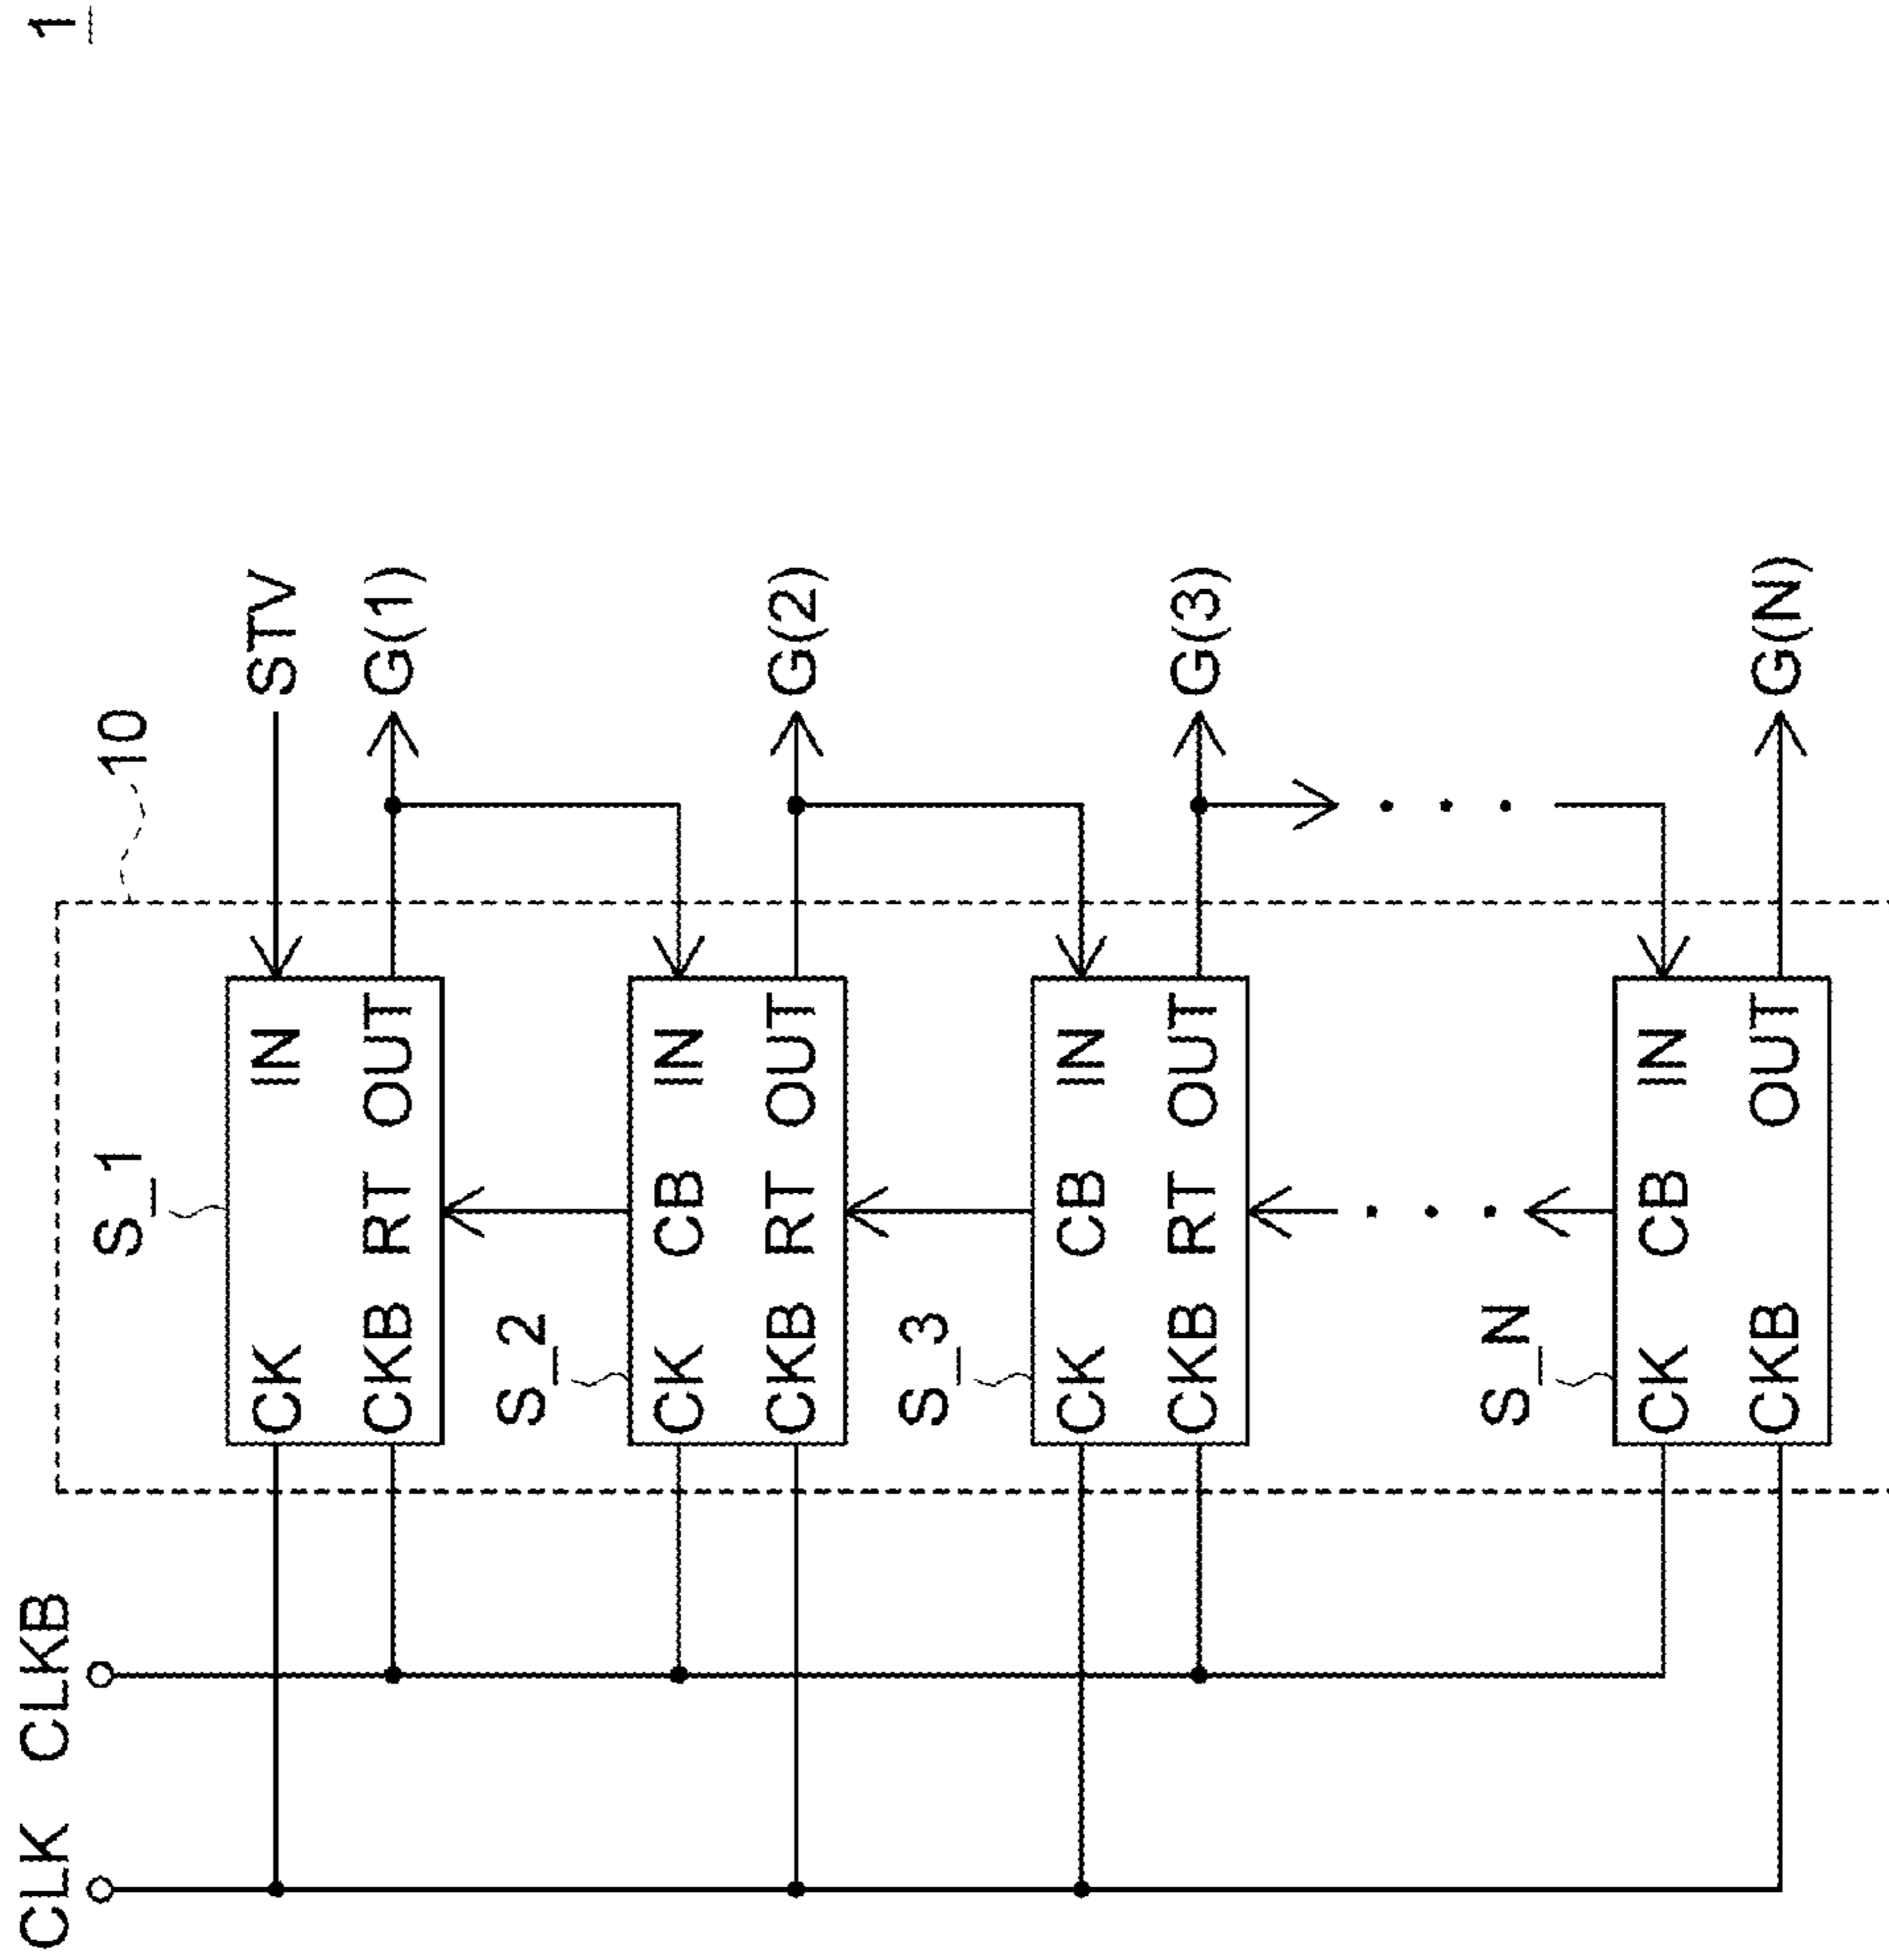 1
CLK CLKB
10
S_1
CK IN
STV
CKB RT OUT
G(1)
S_2
CK CB IN
CKB RT OUT
G(2)
S_3
CK CB IN
CKB RT OUT
G(3)
S_N
CK CB IN
CKB OUT
G(N)